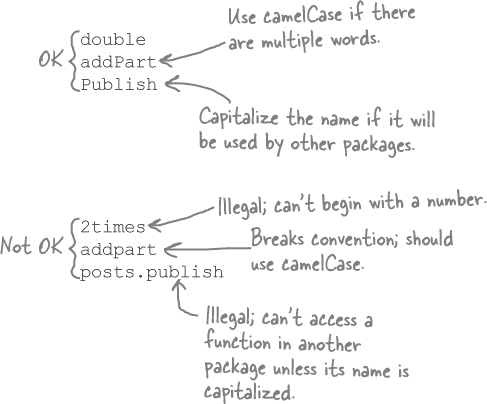 Use camelCase if there
are multiple words.
OK
double
addPart
Publish
Capitalize the name if it will
be used by other packages.
Not OK
2times
addpart
posts.publish
Illegal; can't begin with a number.
Breaks convention; should
use camelCase.
Illegal; can't access a
function in another
package unless its name is
capitalized.